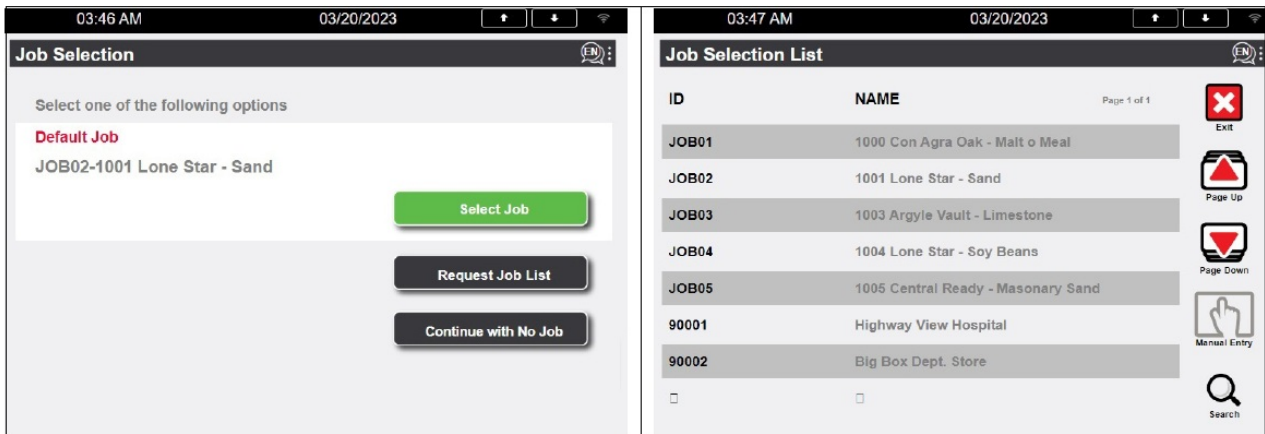 03:46 AM 03/20/2023
Job Selection EN
Select one of the following options
Default Job
JOB02-1001 Lone Star - Sand
Select Job
Request Job List
Continue with No Job
03:47 AM 03/20/2023
Job Selection List EN
ID NAME Page 1 of 1
JOB01 1000 Con Agra Oak - Malt o Meal
JOB02 1001 Lone Star - Sand
JOB03 1003 Argyle Vault - Limestone
JOB04 1004 Lone Star - Soy Beans
JOB05 1005 Central Ready - Masonary Sand
90001 Highway View Hospital
90002 Big Box Dept. Store
Exit
Page Up
Page Down
Manual Entry
Search